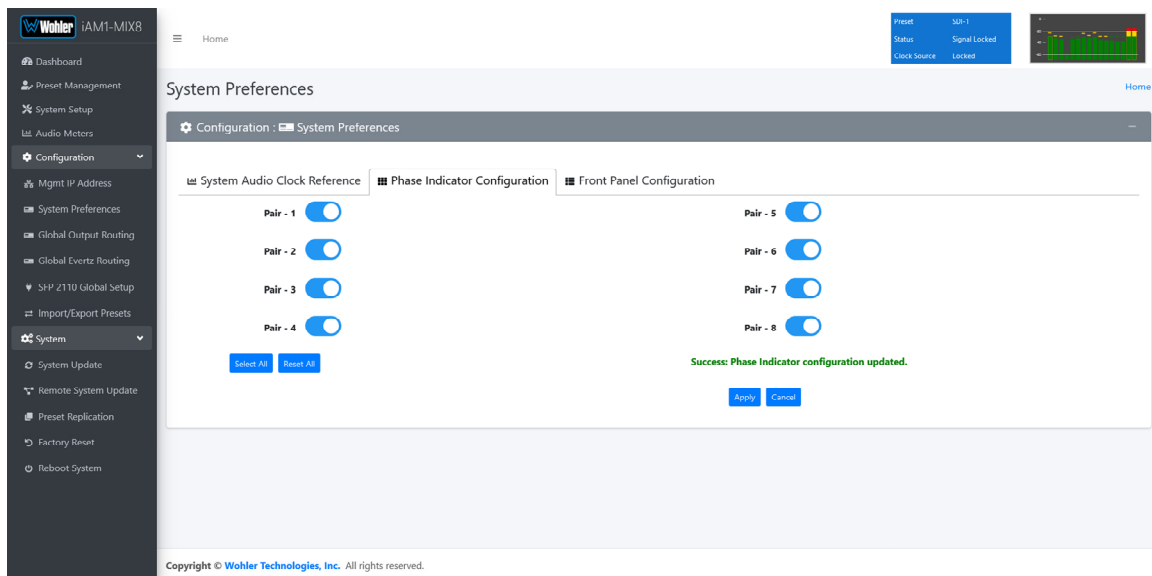 Wohler iAM1-MIX8
Dashboard
Preset Management
System Setup
Audio Meters
Configuration
Mgmt IP Address
System Preferences
Global Output Routing
Global Evertz Routing
SFP 2110 Global Setup
Import/Export Presets
System
System Update
Remote System Update
Preset Replication
Factory Reset
Reboot System
Home
Preset SDI-1
Status Signal Locked
Clock Source Locked
System Preferences
Home
Configuration : System Preferences
System Audio Clock Reference Phase Indicator Configuration Front Panel Configuration
Pair - 1 Pair - 5
Pair - 2 Pair - 6
Pair - 3 Pair - 7
Pair - 4 Pair - 8
Select All Reset All Success: Phase Indicator configuration updated.
Apply Cancel
Copyright © Wohler Technologies, Inc. All rights reserved.